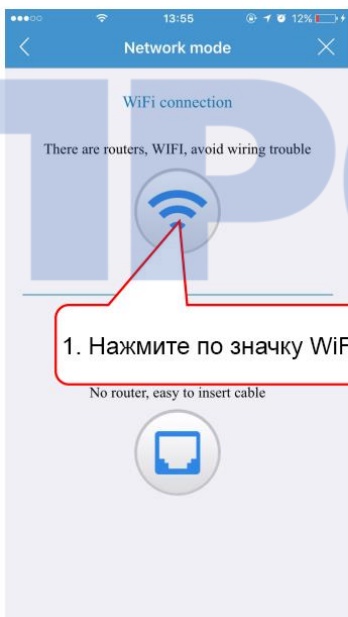 13:55
12%
Network mode
WiFi connection
There are routers, WIFI, avoid wiring trouble
1. Нажмите по значку WiF
No router, easy to insert cable